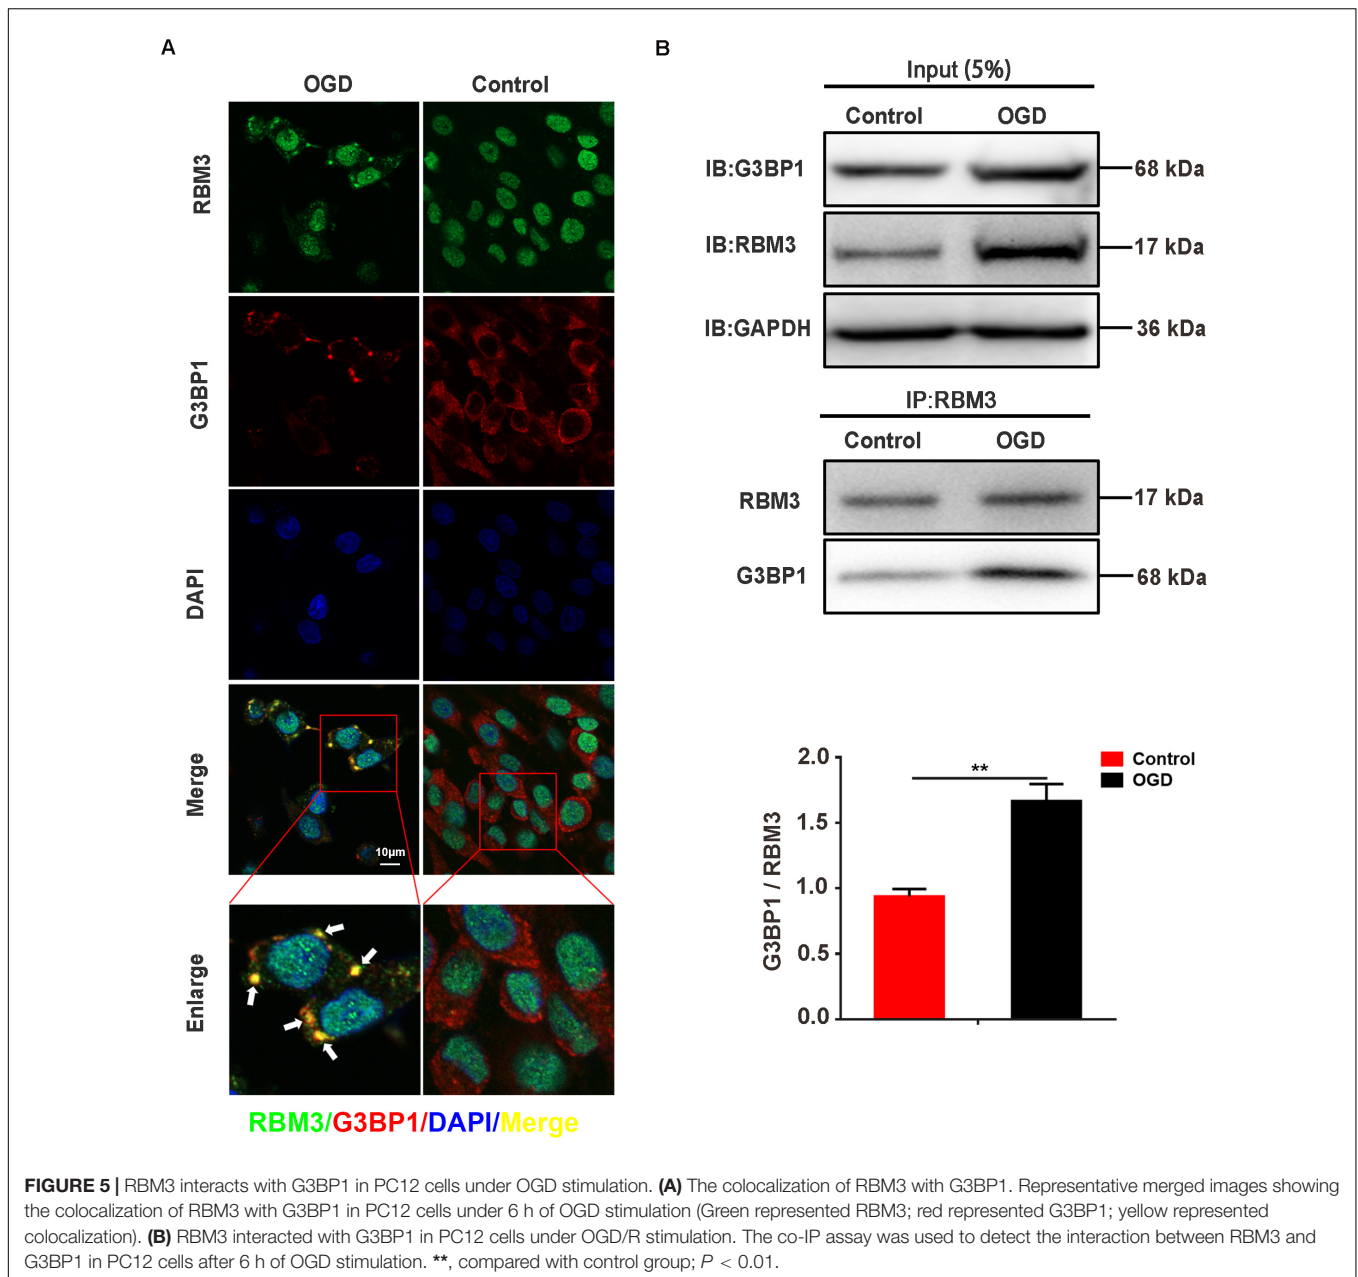 A
OGD Control
RBM3
G3BP1
DAPI
Merge
10μm
Enlarge
RBM3/G3BP1/DAPI/Merge
B
Input (5%)
Control OGD
IB:G3BP1 68 kDa
IB:RBM3 17 kDa
IB:GAPDH 36 kDa
IP:RBM3
Control OGD
RBM3 17 kDa
G3BP1 68 kDa
G3BP1 / RBM3
2.0
1.5
1.0
0.5
0.0
**
Control
OGD
FIGURE 5 | RBM3 interacts with G3BP1 in PC12 cells under OGD stimulation. (A) The colocalization of RBM3 with G3BP1. Representative merged images showing
the colocalization of RBM3 with G3BP1 in PC12 cells under 6 h of OGD stimulation (Green represented RBM3; red represented G3BP1; yellow represented
colocalization). (B) RBM3 interacted with G3BP1 in PC12 cells under OGD/R stimulation. The co-IP assay was used to detect the interaction between RBM3 and
G3BP1 in PC12 cells after 6 h of OGD stimulation. **, compared with control group; P < 0.01.